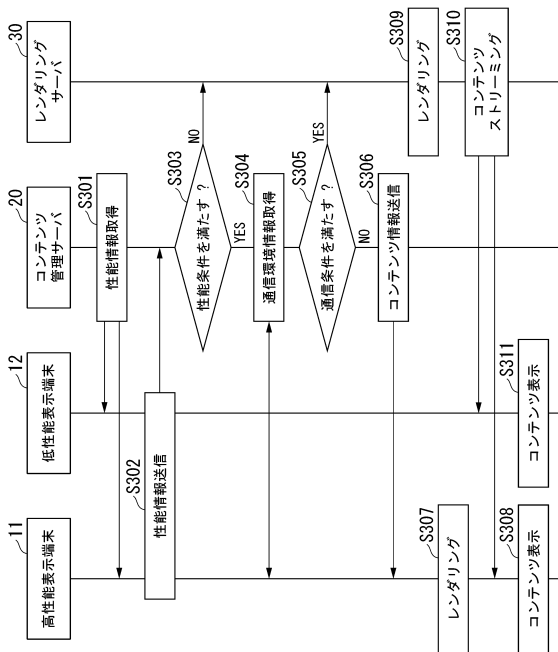 11
高性能表示端末
12
低性能表示端末
20
コンテンツ
管理サーバ
30
レンダリング
サーバ
S301
性能情報取得
S302
性能情報送信
S303
性能条件を満たす?
NO
YES
S304
通信環境情報取得
S305
通信条件を満たす?
YES
NO
S306
コンテンツ情報送信
S307
レンダリング
S308
コンテンツ表示
S309
レンダリング
S310
コンテンツ
ストリーミング
S311
コンテンツ表示